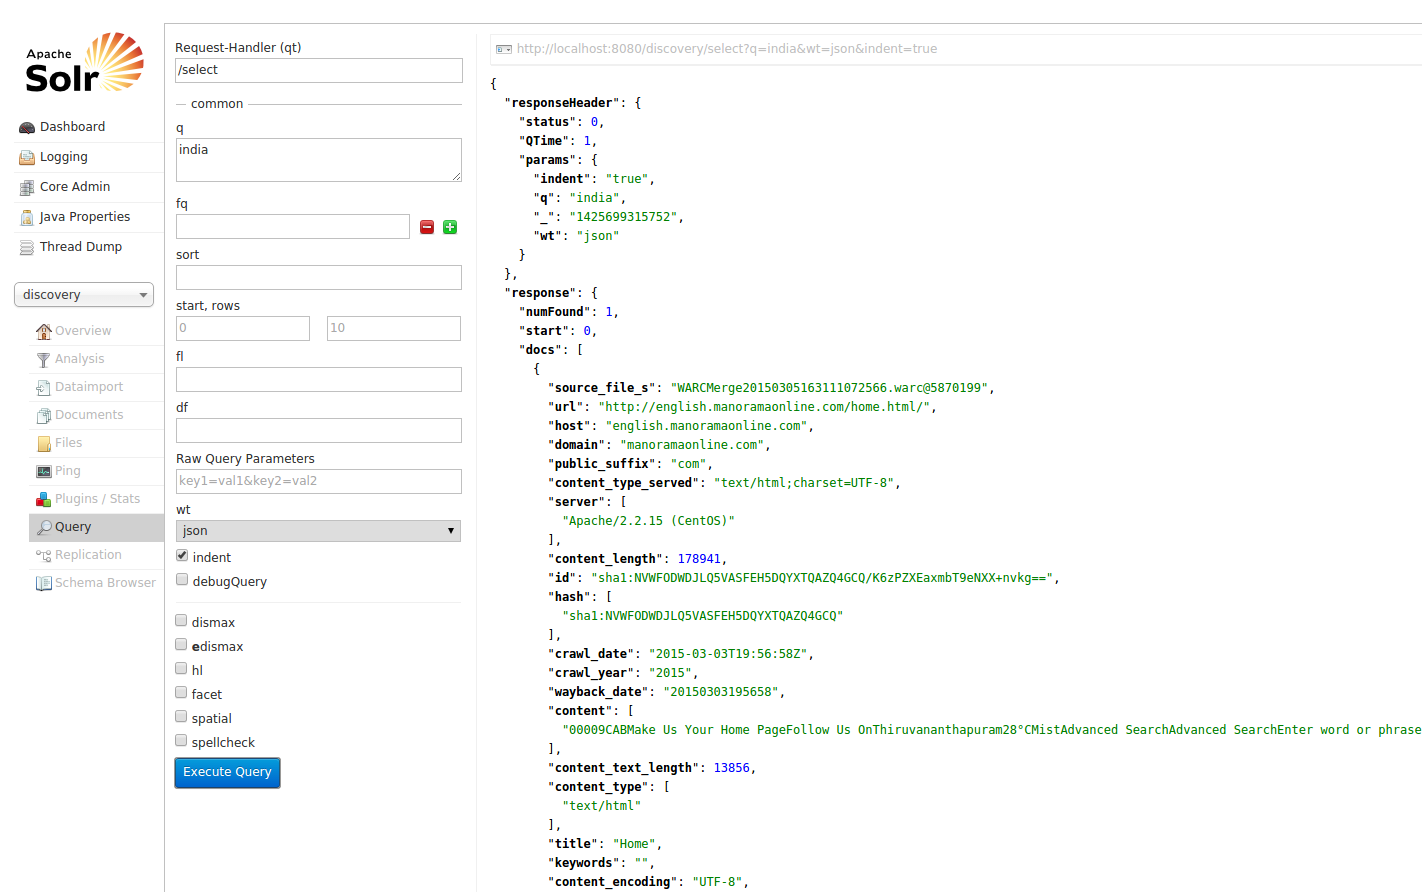 Apache
Solr
Dashboard
Logging
Core Admin
Java Properties
Thread Dump
discovery
Overview
Analysis
Dataimport
Documents
Files
Ping
Plugins / Stats
Query
Replication
Schema Browser
Request-Handler (qt)
/select
common
q
india
fq
sort
start, rows
0 10
fl
df
Raw Query Parameters
key1=val1&key2=val2
wt
json
indent
debugQuery
dismax
edismax
hl
facet
spatial
spellcheck
Execute Query
http://localhost:8080/discovery/select?q=india&wt=json&indent=true
{
"responseHeader": {
"status": 0,
"QTime": 1,
"params": {
"indent": "true",
"q": "india",
"_": "1425699315752",
"wt": "json"
}
},
"response": {
"numFound": 1,
"start": 0,
"docs": [
{
"source_file_s": "WARCMerge20150305163111072566.warc@5870199",
"url": "http://english.manoramaonline.com/home.html/",
"host": "english.manoramaonline.com",
"domain": "manoramaonline.com",
"public_suffix": "com",
"content_type_served": "text/html;charset=UTF-8",
"server": [
"Apache/2.2.15 (CentOS)"
],
"content_length": 178941,
"id": "sha1:NVWFODWDJLQ5VASFEH5DQYXTQAZQ4GCQ/K6zPZXEaxmbT9eNXX+nvkg==",
"hash": [
"sha1:NVWFODWDJLQ5VASFEH5DQYXTQAZQ4GCQ"
],
"crawl_date": "2015-03-03T19:56:58Z",
"crawl_year": "2015",
"wayback_date": "20150303195658",
"content": [
"00009CABMake Us Your Home PageFollow Us OnThiruvananthapuram28°CMistAdvanced SearchAdvanced SearchEnter word or phrase
],
"content_text_length": 13856,
"content_type": [
"text/html"
],
"title": "Home",
"keywords": "",
"content_encoding": "UTF-8",